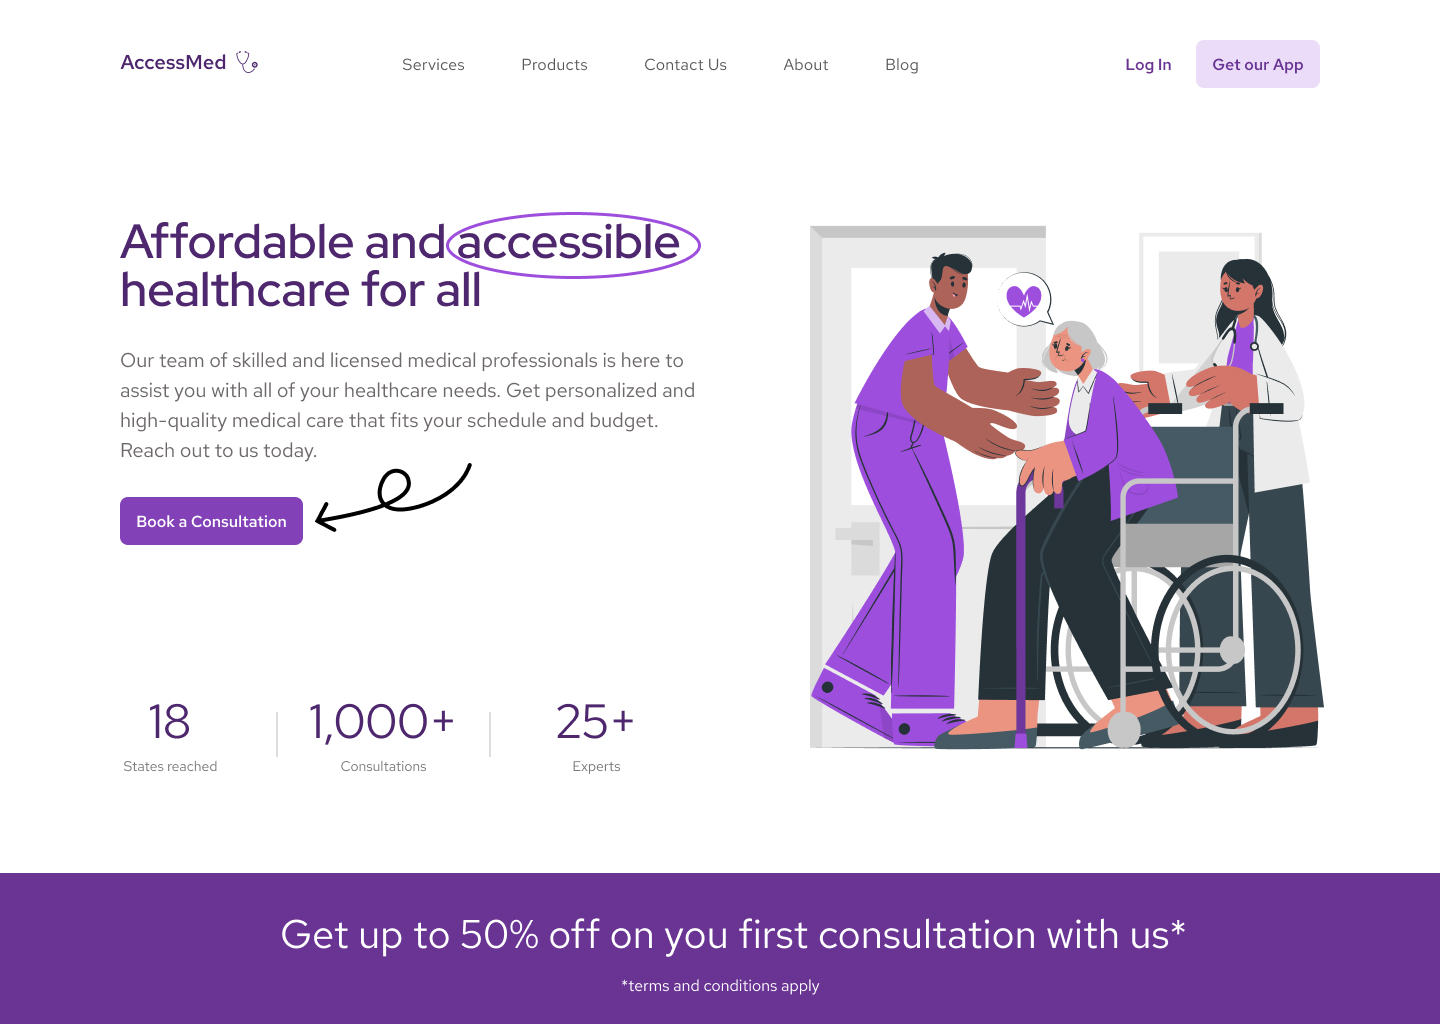 AccessMed
Services Products Contact Us About Blog
Log In Get our App
Affordable and accessible
healthcare for all
Our team of skilled and licensed medical professionals is here to
assist you with all of your healthcare needs. Get personalized and
high-quality medical care that fits your schedule and budget.
Reach out to us today.
Book a Consultation
18 1,000+ 25+
States reached Consultations Experts
Get up to 50% off on you first consultation with us*
*terms and conditions apply